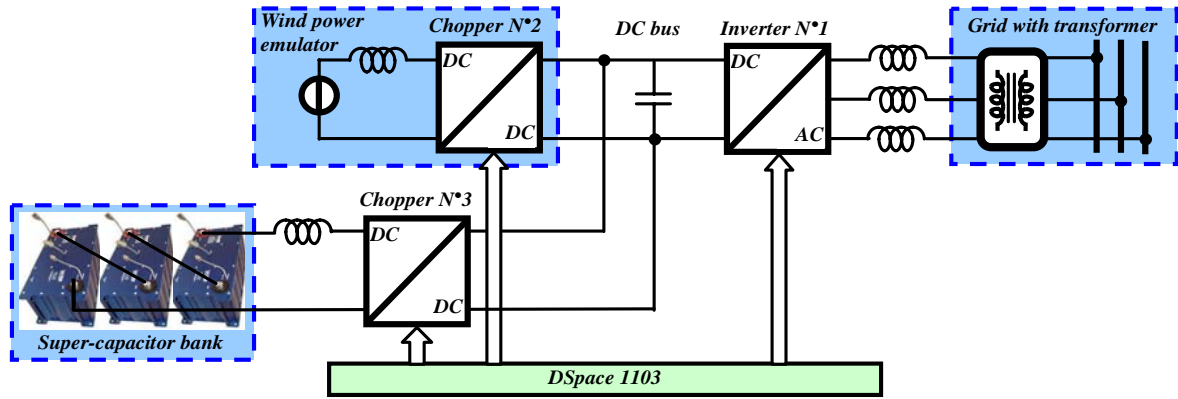 Wind power
emulator
Chopper N°2
DC bus
Inverter N°1
Grid with transformer
DC
DC
DC
AC
Chopper N°3
DC
DC
Super-capacitor bank
DSpace 1103